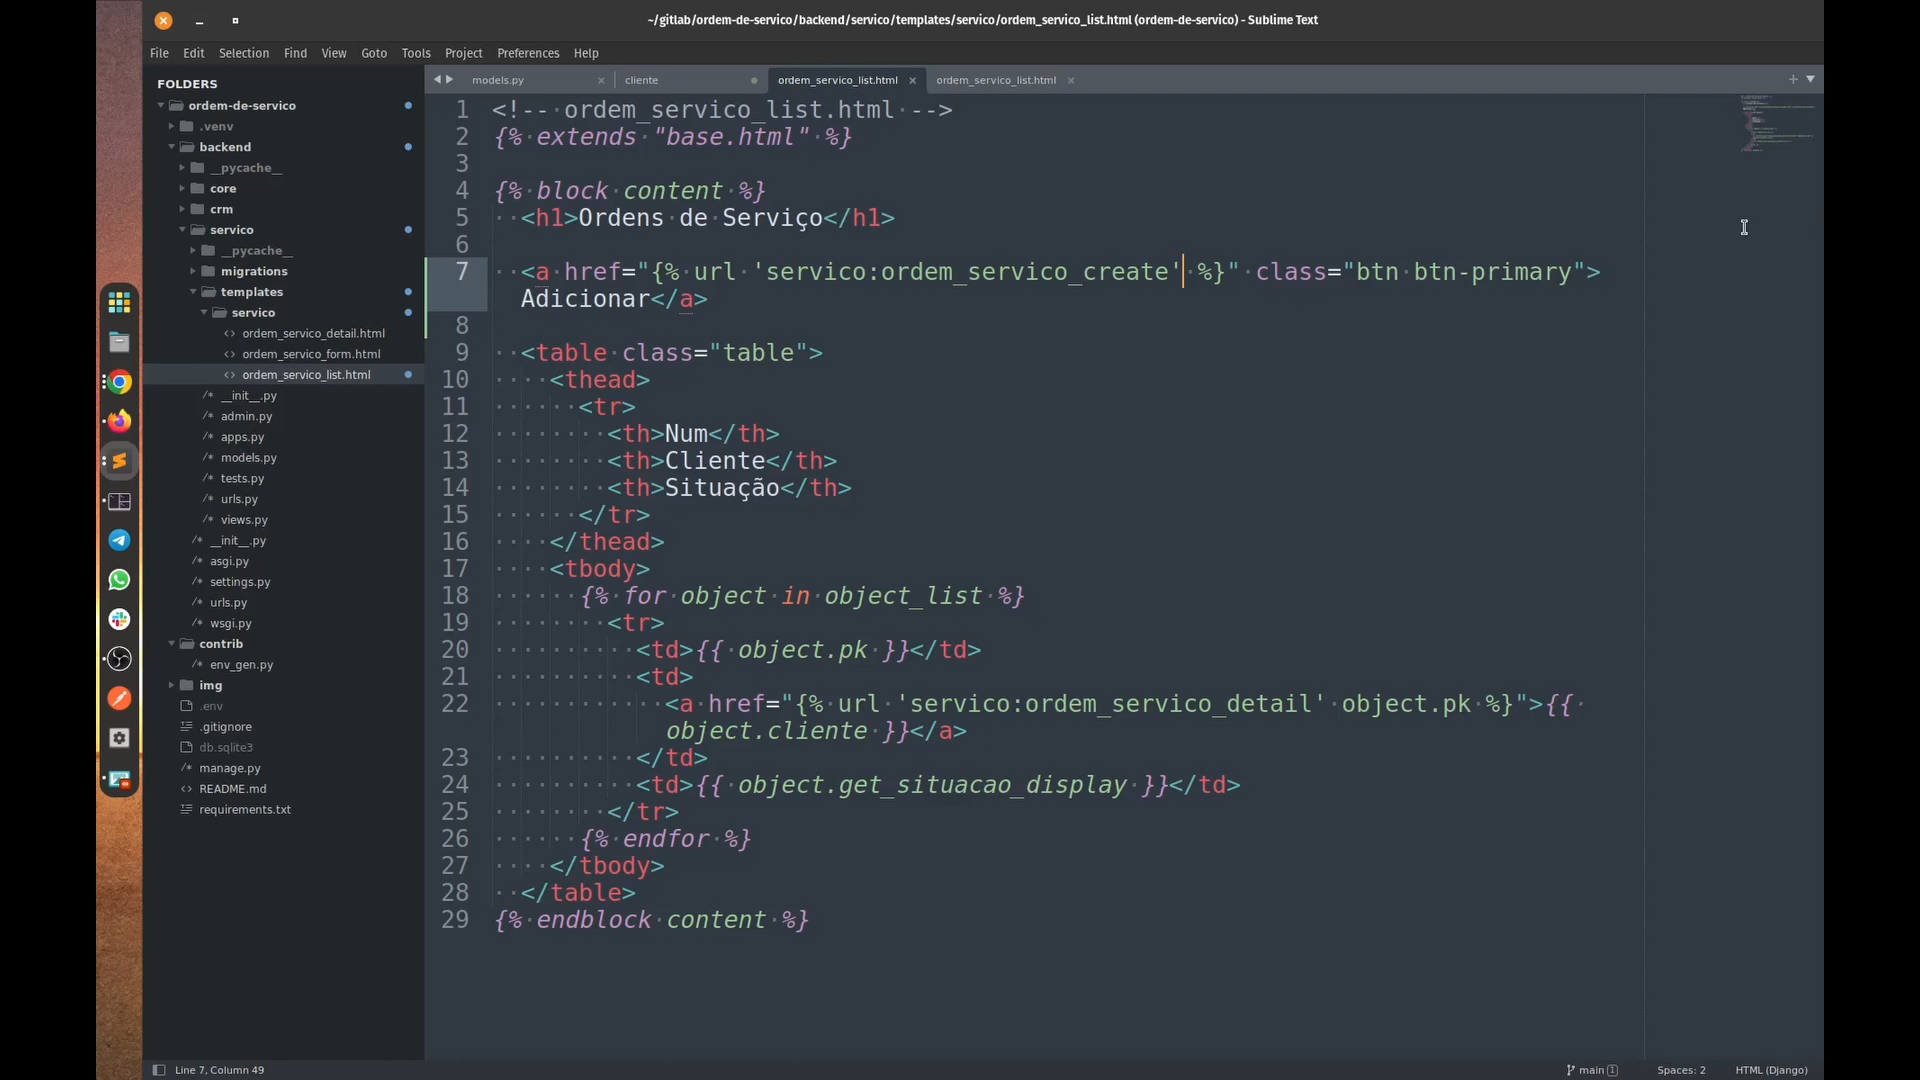 ~/gitlab/ordem-de-servico/backend/servico/templates/servico/ordem_servico_list.html (ordem-de-servico) - Sublime Text
File Edit Selection Find View Goto Tools Project Preferences Help
FOLDERS
ordem-de-servico
.venv
backend
__pycache__
core
crm
servico
__pycache__
migrations
templates
servico
<> ordem_servico_detail.html
<> ordem_servico_form.html
<> ordem_servico_list.html
/* __init__.py
/* admin.py
/* apps.py
/* models.py
/* tests.py
/* urls.py
/* views.py
/* __init__.py
/* asgi.py
/* settings.py
/* urls.py
/* wsgi.py
contrib
/* env_gen.py
img
.env
.gitignore
db.sqlite3
/* manage.py
<> README.md
requirements.txt
models.py cliente ordem_servico_list.html ordem_servico_list.html
1 <!-- ordem_servico_list.html -->
2 {% extends "base.html" %}
3
4 {% block content %}
5 <h1>Ordens de Serviço</h1>
6
7 <a href="{% url 'servico:ordem_servico_create' %}" class="btn btn-primary">
Adicionar</a>
8
9 <table class="table">
10 <thead>
11 <tr>
12 <th>Num</th>
13 <th>Cliente</th>
14 <th>Situação</th>
15 </tr>
16 </thead>
17 <tbody>
18 {% for object in object_list %}
19 <tr>
20 <td>{{ object.pk }}</td>
21 <td>
22 <a href="{% url 'servico:ordem_servico_detail' object.pk %}">{{
object.cliente }}</a>
23 </td>
24 <td>{{ object.get_situacao_display }}</td>
25 </tr>
26 {% endfor %}
27 </tbody>
28 </table>
29 {% endblock content %}
Line 7, Column 49 main 1 Spaces: 2 HTML (Django)